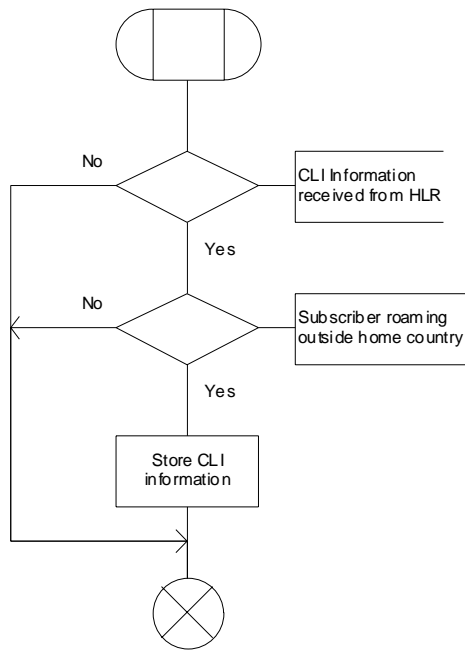 No
CLI Information
received from HLR
Yes
No
Subscriber roaming
outside home country
Yes
Store CLI
information